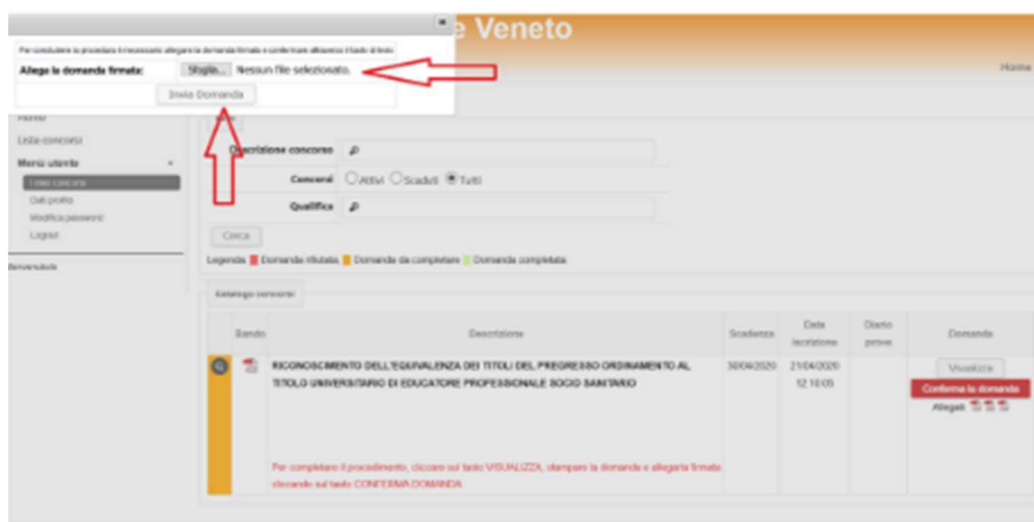 e Veneto
Per concludere la procedura è necessario allegare la domanda firmata e confermare attraverso il tasto di invio
Allega la domanda firmata: Sfoglia... Nessun file selezionato.
Invia Domanda
Home
Home
Lista concorsi
Menù utente
Dati profilo
Modifica password
Logout
Descrizione concorso
Concorsi Attivi Scaduti Tutti
Qualifica
Cerca
Legenda: Domanda rifiutata, Domanda da completare Domanda completata
Catalogo concorsi
Bando Descrizione Scadenza Data iscrizione Diario prove Domanda
RICONOSCIMENTO DELL'EQUIVALENZA DEI TITOLI DEL PREGRESSO ORDINAMENTO AL
TITOLO UNIVERSITARIO DI EDUCATORE PROFESSIONALE SOCIO SANITARIO
30/04/2020
21/04/2020
12:10:05
Visualizza
Conferma la domanda
Allegati:
Per completare il procedimento, cliccare sul tasto VISUALIZZA, stampare la domanda e allegarla firmata
cliccando sul tasto CONFERMA DOMANDA